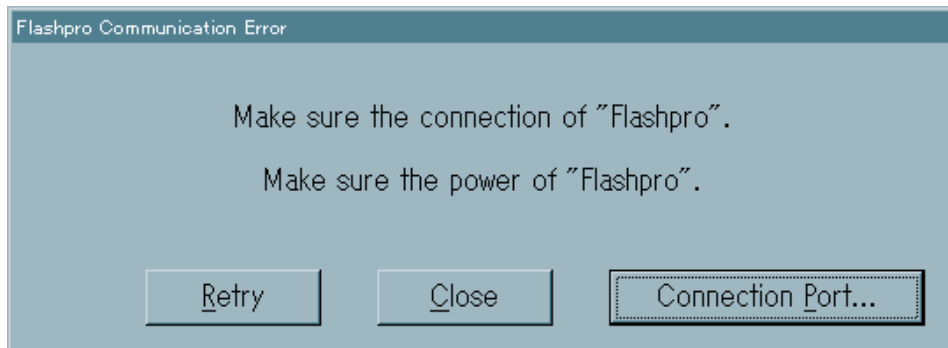 Flashpro Communication Error
Make sure the connection of "Flashpro".
Make sure the power of "Flashpro".
Retry Close Connection Port...